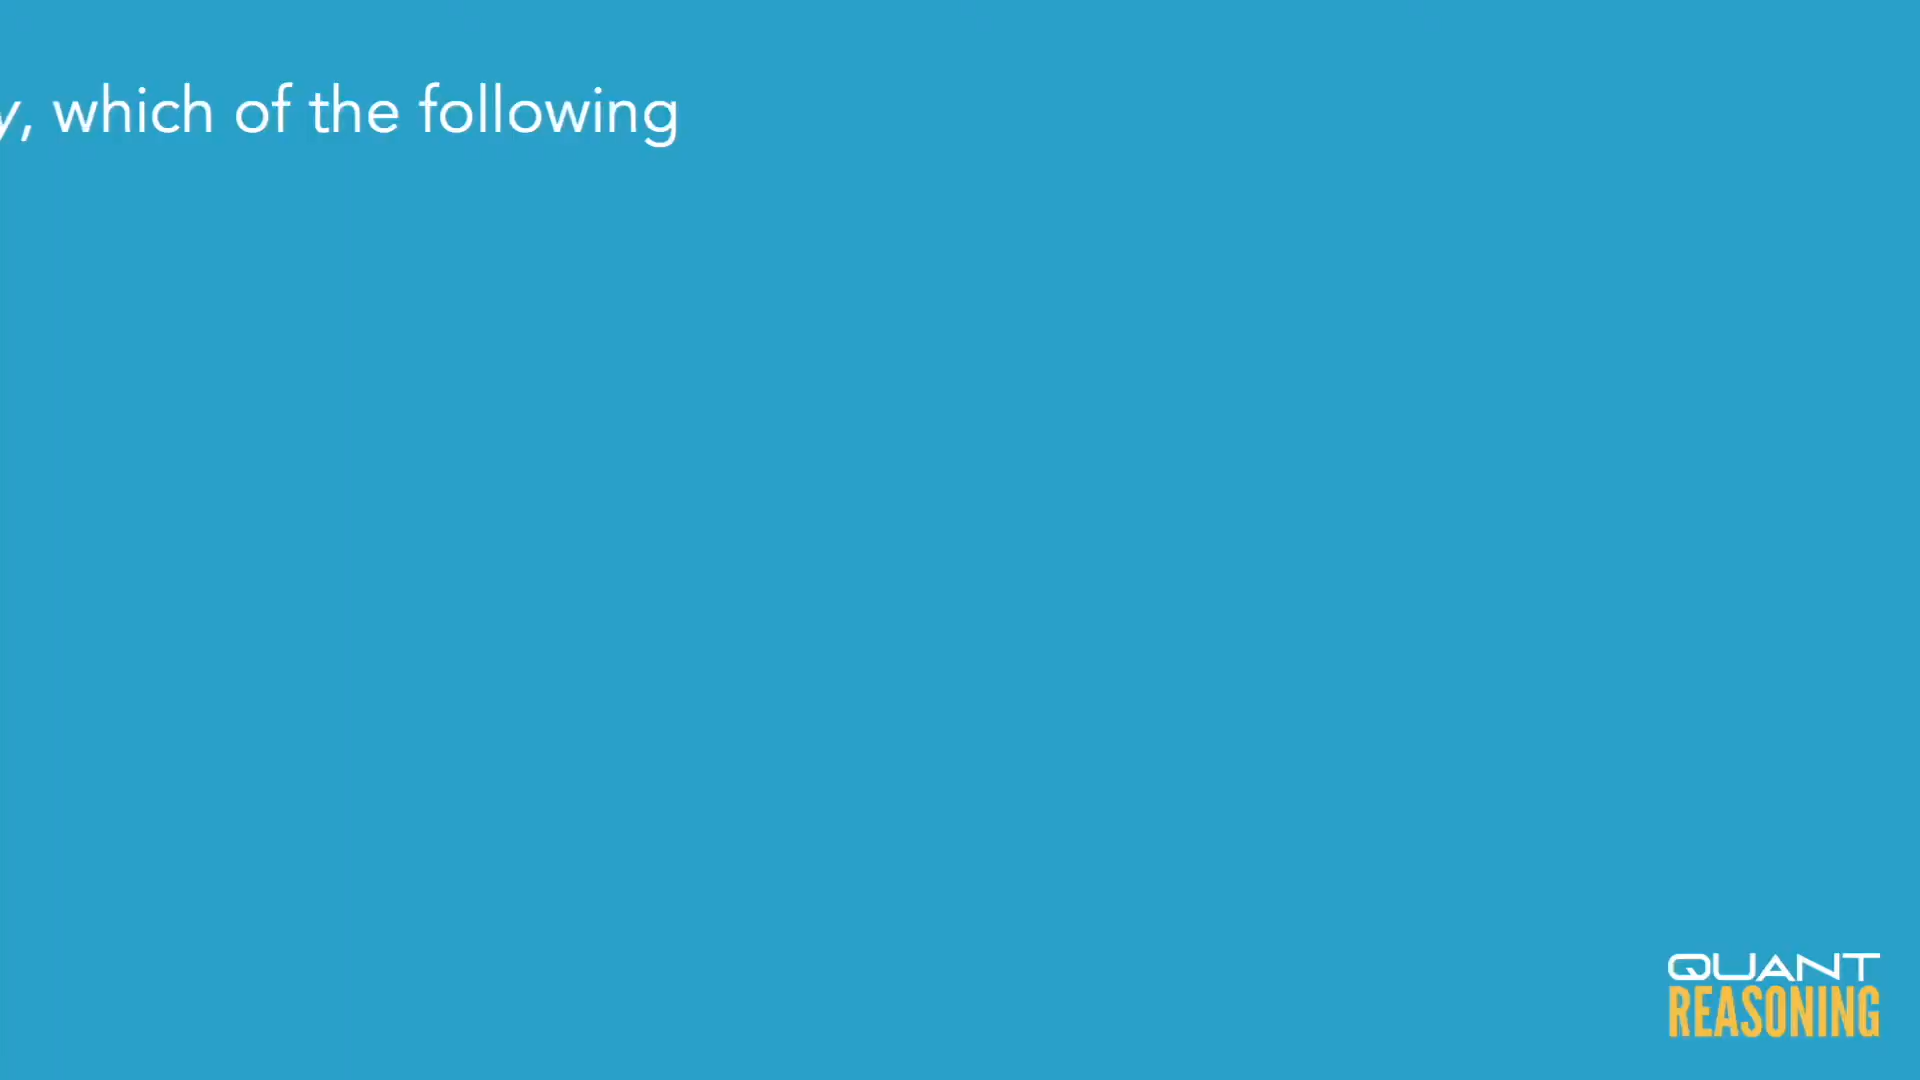 y, which of the following
QUANT
REASONING